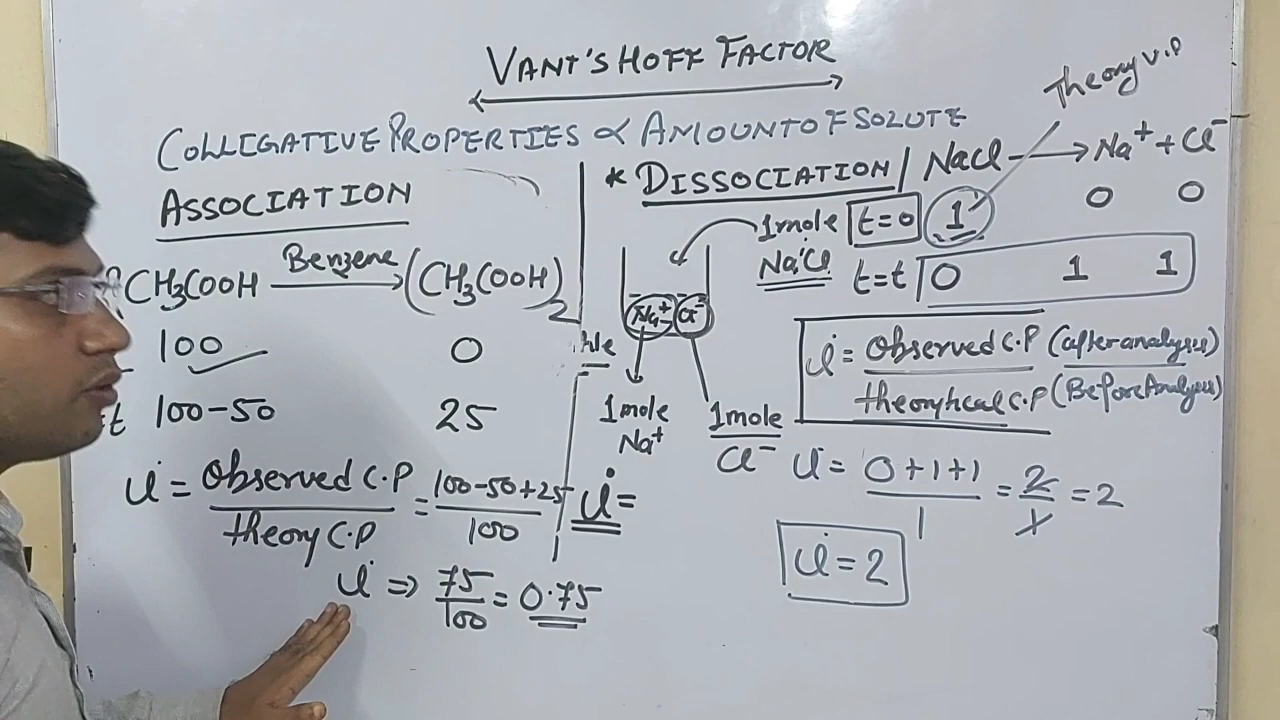 VANT'S HOFF FACTOR
Theory v.p
COLLIGATIVE PROPERTIES ∝ AMOUNT OF SOLUTE
ASSOCIATION
CH3COOH Benzene → (CH3COOH)2
100 0
t 100-50 25
i = Observed C.P / theory C.P = 100-50+25 / 100
i ⇒ 75/100 = 0.75
* DISSOCIATION / NaCl → Na+ + Cl-
1mole t=0 1 0 0
NaCl t=t 0 1 1
Na+ Cl-
1mole Na+
1mole Cl-
i =
i = Observed C.P (after analysis) / theorytical C.P (Before Analysis)
i = 0+1+1 / 1 = 2/1 = 2
i = 2